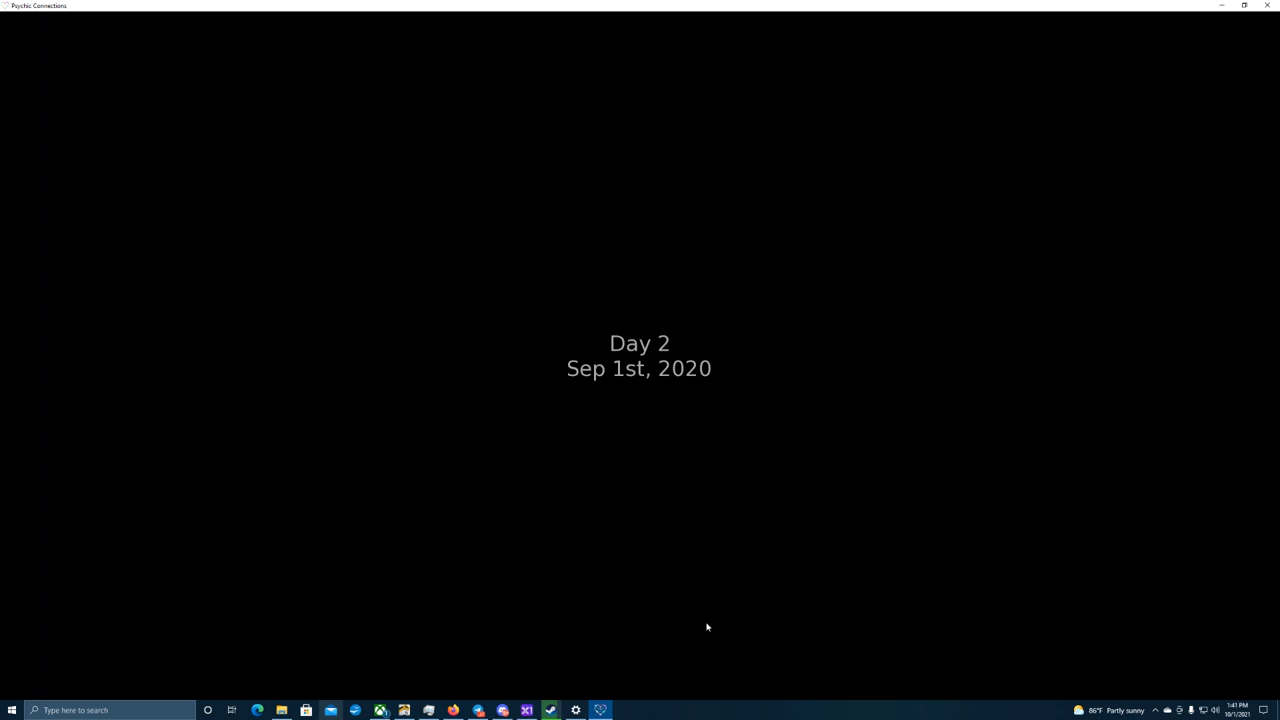 Psychic Connections
Day 2
Sep 1st, 2020
Type here to search
86°F Partly sunny
1:41 PM
10/1/2021